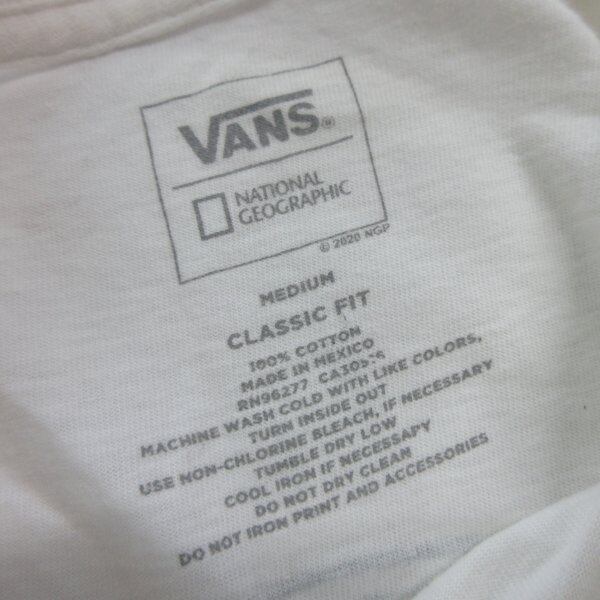 VANS®
NATIONAL
GEOGRAPHIC
© 2020 NGP
MEDIUM
CLASSIC FIT
100% COTTON
MADE IN MEXICO
RN96277
MACHINE WASH COLD WITH LIKE COLORS,
TURN INSIDE OUT
USE NON-CHLORINE BLEACH, IF NECESSARY
TUMBLE DRY LOW
COOL IRON IF NECESSAPY
DO NOT DRY CLEAN
DO NOT IRON PRINT AND ACCESSORIES